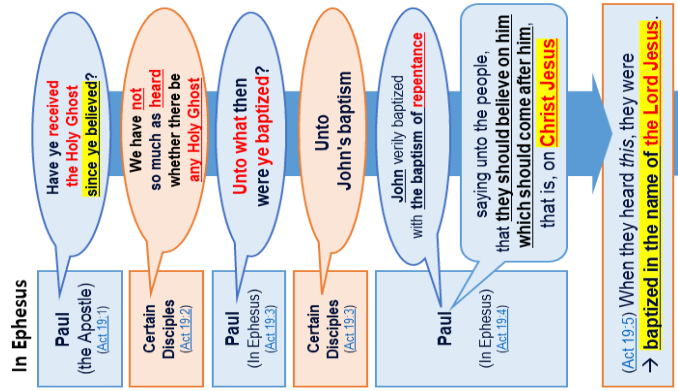 In Ephesus
Paul
(the Apostle)
(Act 19:1)
Have ye received
the Holy Ghost
since ye believed?
Certain
Disciples
(Act 19:2)
We have not
so much as heard
whether there be
any Holy Ghost
Paul
(In Ephesus)
(Act 19:3)
Unto what then
were ye baptized?
Certain
Disciples
(Act 19:3)
Unto
John's baptism
Paul
(In Ephesus)
(Act 19:4)
John verily baptized
with the baptism of repentance
saying unto the people,
that they should believe on him
which should come after him,
that is, on Christ Jesus
(Act 19:5) When they heard this, they were
→ baptized in the name of the Lord Jesus.